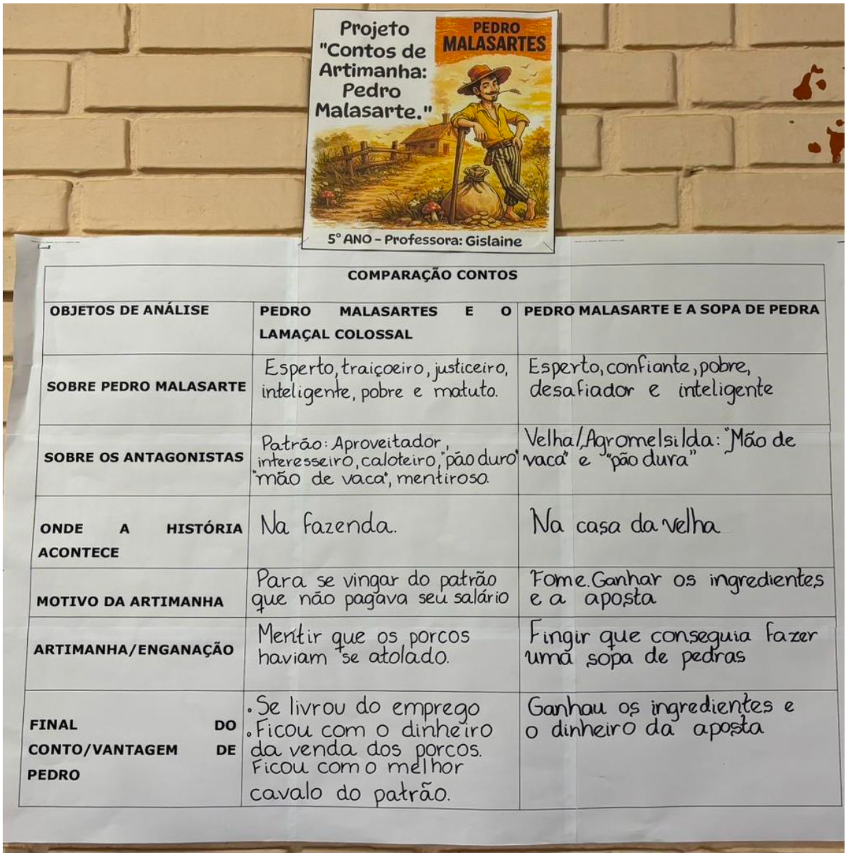 Projeto
"Contos de
Artimanha:
Pedro
Malasarte."
PEDRO
MALASARTES
5° ANO - Professora: Gislaine
COMPARAÇÃO CONTOS
OBJETOS DE ANÁLISE
PEDRO MALASARTES E O
LAMAÇAL COLOSSAL
PEDRO MALASARTE E A SOPA DE PEDRA
SOBRE PEDRO MALASARTE
Esperto, traiçoeiro, justiceiro,
inteligente, pobre e matuto.
Esperto, confiante, pobre,
desafiador e inteligente
SOBRE OS ANTAGONISTAS
Patrão: Aproveitador,
interesseiro, caloteiro, "pão duro"
"mão de vaca", mentiroso.
Velha/Agromelsilda: "Mão de
vaca" e "pão dura"
ONDE A HISTÓRIA
ACONTECE
Na fazenda.
Na casa da velha
MOTIVO DA ARTIMANHA
Para se vingar do patrão
que não pagava seu salário
Fome. Ganhar os ingredientes
e a aposta
ARTIMANHA/ENGANAÇÃO
Mentir que os porcos
haviam se atolado.
Fingir que conseguia fazer
uma sopa de pedras
FINAL DO
CONTO/VANTAGEM DE
PEDRO
. Se livrou do emprego
. Ficou com o dinheiro
da venda dos porcos.
Ficou com o melhor
cavalo do patrão.
Ganhau os ingredientes e
o dinheiro da aposta